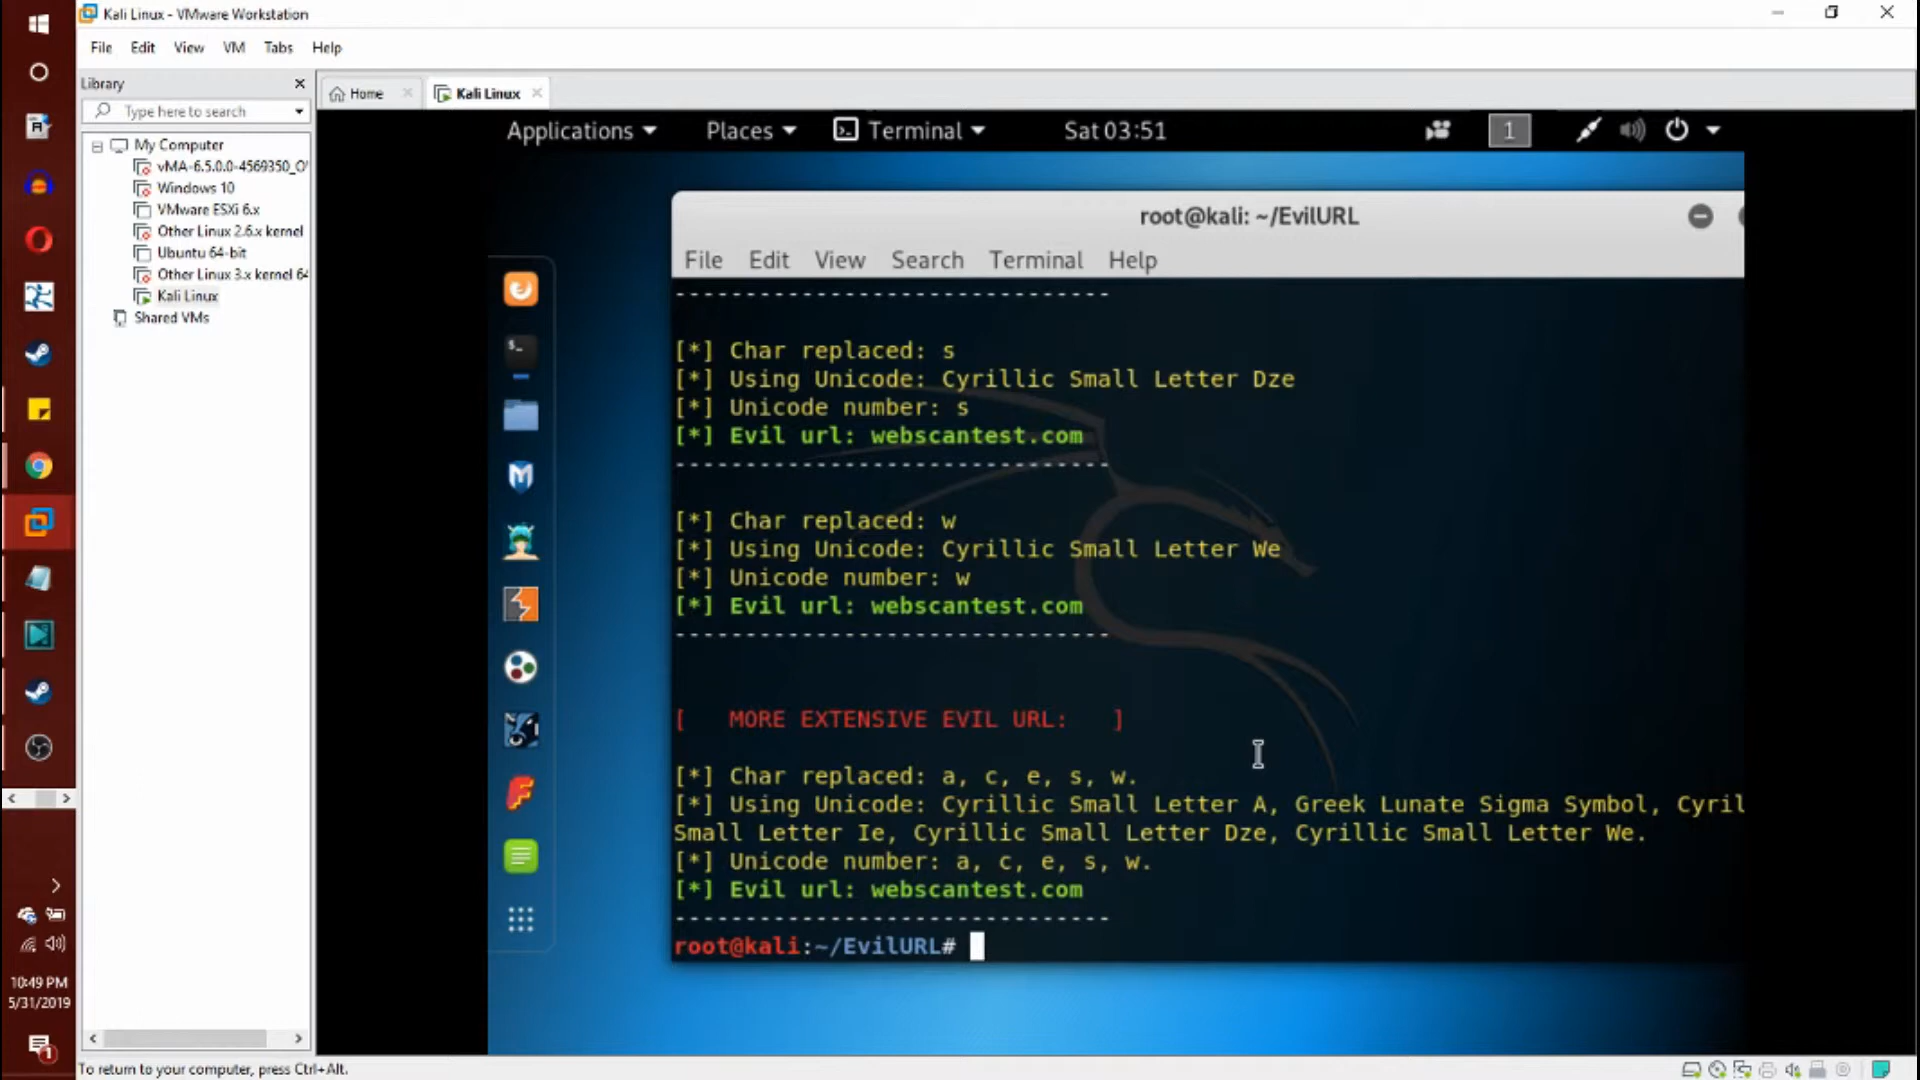 Kali Linux - VMware Workstation
File Edit View VM Tabs Help
Library
Type here to search
My Computer
vMA-6.5.0.0-4569350_O
Windows 10
VMware ESXi 6.x
Other Linux 2.6.x kernel
Ubuntu 64-bit
Other Linux 3.x kernel 64
Kali Linux
Shared VMs
Home
Kali Linux
Applications Places Terminal Sat 03:51 1
root@kali: ~/EvilURL
File Edit View Search Terminal Help
-------------------------------
[*] Char replaced: s
[*] Using Unicode: Cyrillic Small Letter Dze
[*] Unicode number: ѕ
[*] Evil url: webscantest.com
-------------------------------
[*] Char replaced: w
[*] Using Unicode: Cyrillic Small Letter We
[*] Unicode number: ԝ
[*] Evil url: webscantest.com
-------------------------------
[ MORE EXTENSIVE EVIL URL: ]
[*] Char replaced: a, c, e, s, w.
[*] Using Unicode: Cyrillic Small Letter A, Greek Lunate Sigma Symbol, Cyril
Small Letter Ie, Cyrillic Small Letter Dze, Cyrillic Small Letter We.
[*] Unicode number: a, c, e, s, w.
[*] Evil url: webscantest.com
-------------------------------
root@kali:~/EvilURL#
10:49 PM
5/31/2019
1
To return to your computer, press Ctrl+Alt.